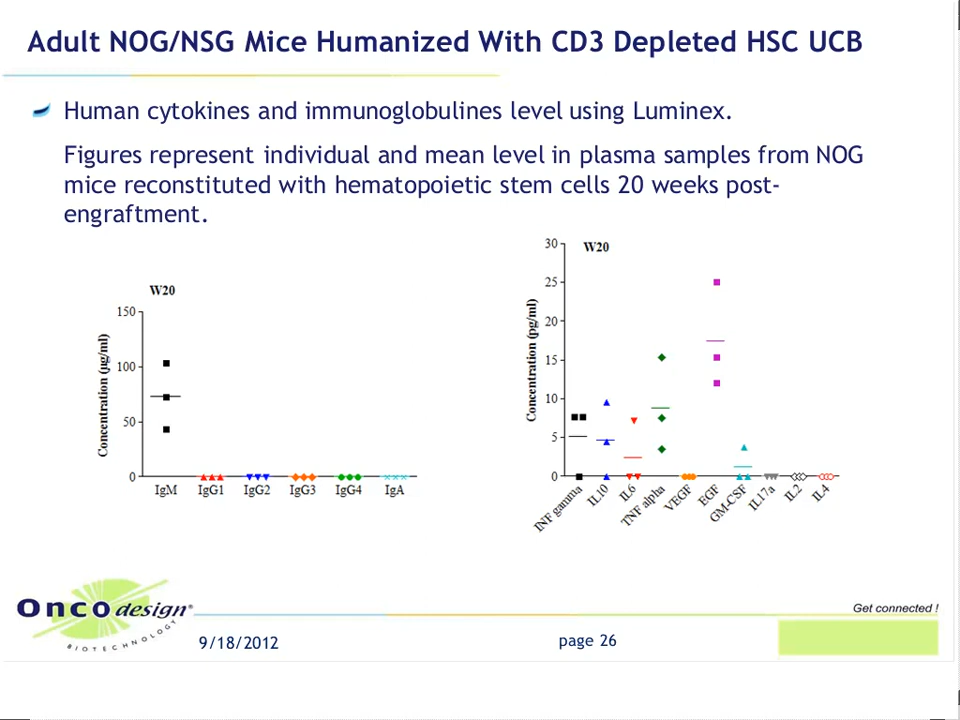 Adult NOG/NSG Mice Humanized With CD3 Depleted HSC UCB
Human cytokines and immunoglobulines level using Luminex.
Figures represent individual and mean level in plasma samples from NOG
mice reconstituted with hematopoietic stem cells 20 weeks post-
engraftment.
W20
Concentration (µg/ml)
150
100
50
0
IgM IgG1 IgG2 IgG3 IgG4 IgA
W20
Concentration (pg/ml)
30
25
20
15
10
5
0
INF gamma IL10 IL6 TNF alpha VEGF EGF GM-CSF IL17a IL2 IL4
Oncodesign®
BIOTECHNOLOGY
Get connected !
9/18/2012
page 26